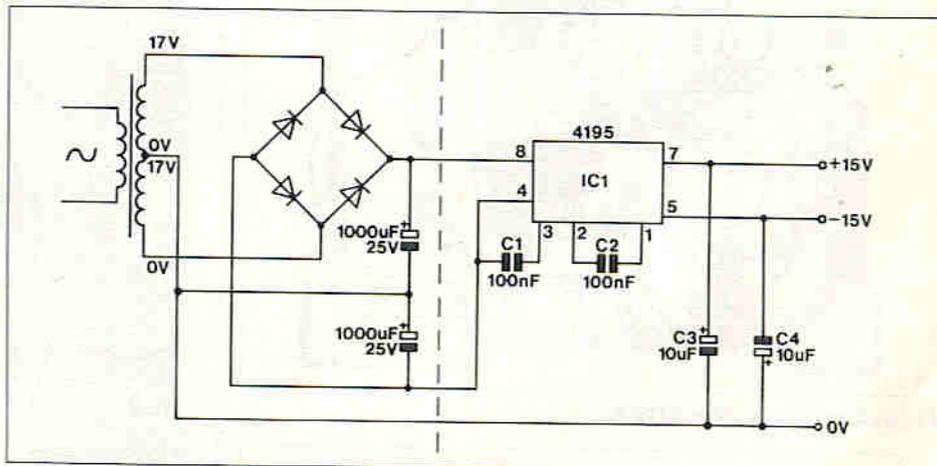 17V
0V
17V
0V
1000uF
25V
+
1000uF
25V
+
4195
IC1
8
4
7
5
3
2
1
C1
100nF
C2
100nF
+15V
−15V
C3
10uF
+
C4
10uF
+
0V